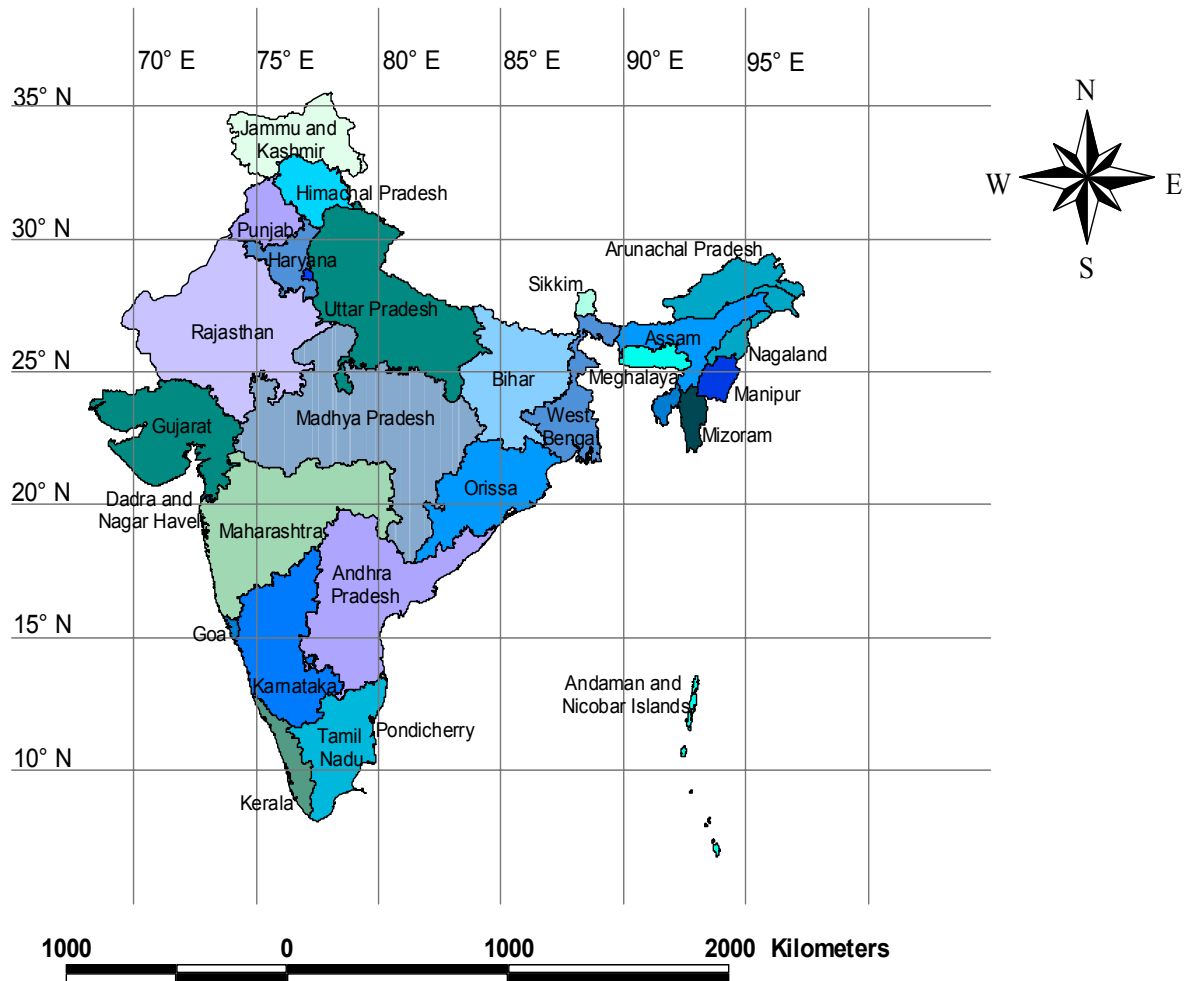 70° E 75° E 80° E 85° E 90° E 95° E
35° N
N
Jammu and
Kashmir
W E
Himachal Pradesh
Punjab
30° N
Arunachal Pradesh
Haryana
S
Sikkim
Uttar Pradesh
Rajasthan
Assam
Nagaland
25° N
Bihar
Meghalaya
Manipur
Madhya Pradesh
West
Bengal
Gujarat
Mizoram
Orissa
20° N
Dadra and
Nagar Havel
Maharashtra
Andhra
Pradesh
15° N
Goa
Karnataka
Andaman and
Nicobar Islands
Pondicherry
Tamil
Nadu
10° N
Kerala
1000 0 1000 2000 Kilometers